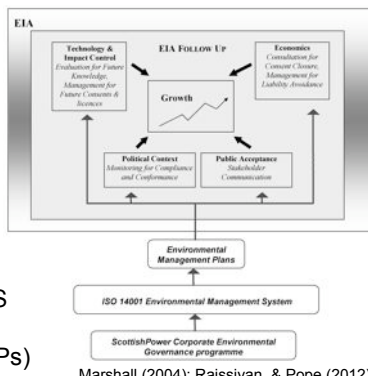 EIA
EIA FOLLOW UP
Technology &
Impact Control
Evaluation for Future
Knowledge,
Management for
Future Consents &
licences
Economics
Consultation for
Consent Closure,
Management for
Liability Avoidance
Growth
Political Context
Monitoring for Compliance
and Conformance
Public Acceptance
Stakeholder
Communication
Environmental
Management Plans
S
ISO 14001 Environmental Management System
Ps)
ScottishPower Corporate Environmental
Governance programme
Marshall (2004); Raissiyan, & Pope (2012)